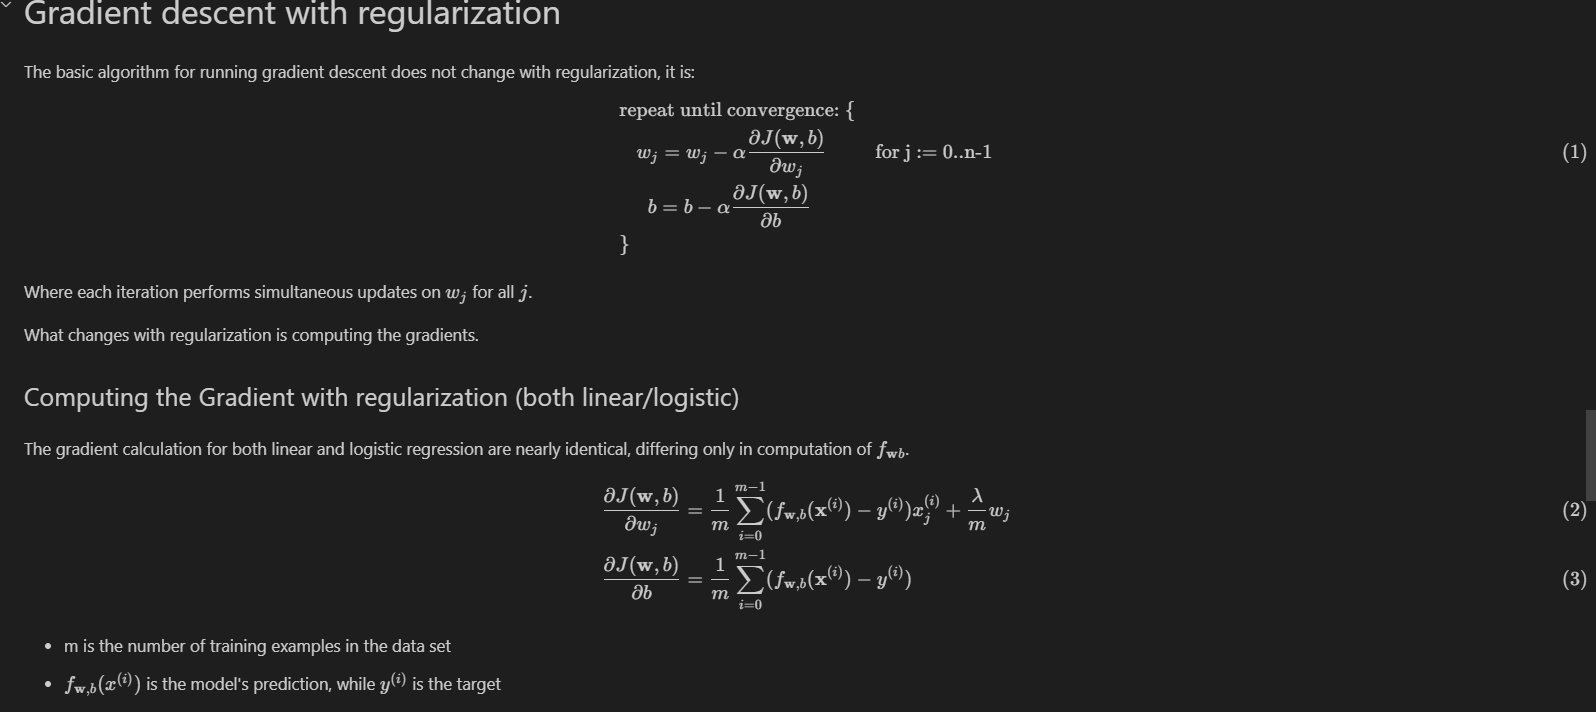 Gradient descent with regularization
The basic algorithm for running gradient descent does not change with regularization, it is:
repeat until convergence: {
w_j = w_j − α ∂J(𝐰, b)/∂w_j for j := 0..n-1 (1)
b = b − α ∂J(𝐰, b)/∂b
}
Where each iteration performs simultaneous updates on w_j for all j.
What changes with regularization is computing the gradients.
Computing the Gradient with regularization (both linear/logistic)
The gradient calculation for both linear and logistic regression are nearly identical, differing only in computation of f_{𝐰b}.
∂J(𝐰, b)/∂w_j = 1/m ∑_{i=0}^{m−1} (f_{𝐰,b}(𝐱^{(i)}) − y^{(i)})x_j^{(i)} + λ/m w_j (2)
∂J(𝐰, b)/∂b = 1/m ∑_{i=0}^{m−1} (f_{𝐰,b}(𝐱^{(i)}) − y^{(i)}) (3)
• m is the number of training examples in the data set
• f_{𝐰,b}(x^{(i)}) is the model's prediction, while y^{(i)} is the target